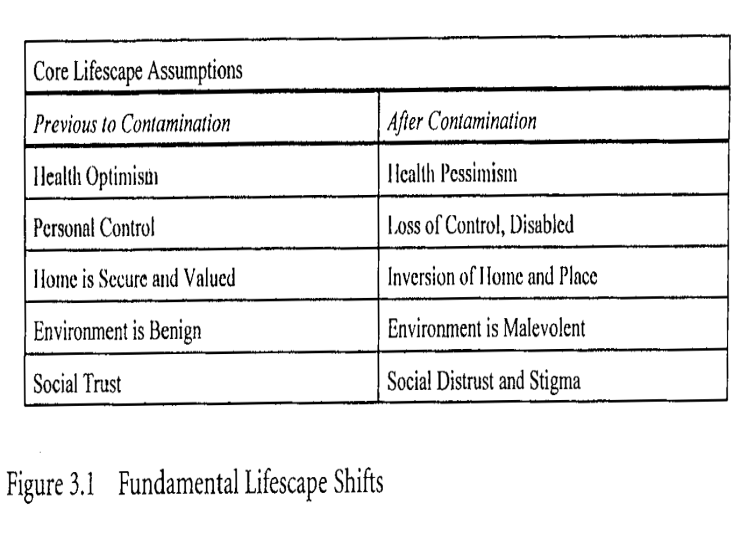 Core Lifescape Assumptions
Previous to Contamination
After Contamination
Health Optimism
Health Pessimism
Personal Control
Loss of Control, Disabled
Home is Secure and Valued
Inversion of Home and Place
Environment is Benign
Environment is Malevolent
Social Trust
Social Distrust and Stigma
Figure 3.1 Fundamental Lifescape Shifts